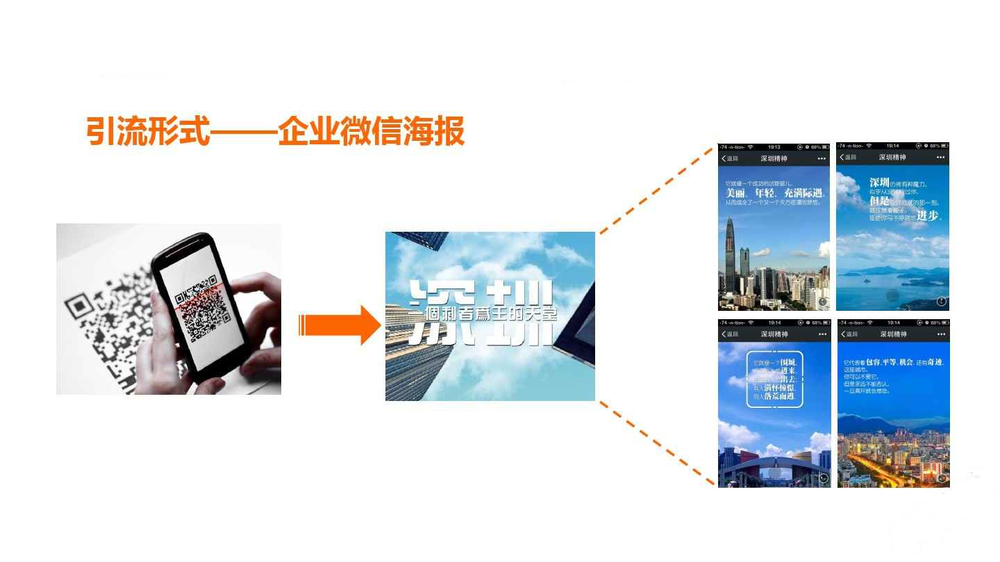 引流形式——企业微信海报
深圳
個剩者爲王的天堂
-74 -n-tion- 19:13 69%
返回 深圳精神
它就像一个成功的试管婴儿,
美丽、年轻、充满际遇,
从而成全了一个又一个天方夜谭的梦想。
-74 -n-tion- 19:14 68%
返回 深圳精神
深圳仿佛有种魔力,
似乎从没 过你,
但是 的那一刻,
就挥舞着鞭子,
驱使你马不停蹄地进步。
-74 -n-tion- 19:14 68%
返回 深圳精神
它就像一个围城,
进来,
出去;
有人满怀憧憬,
有人落荒而逃,
-74 -n-tion- 19:14 68%
返回 深圳精神
它代表着包容,平等,机会,还有奇迹,
这座城市,
你可以不爱它,
但是永远不能否认,
一旦离开就会想念。